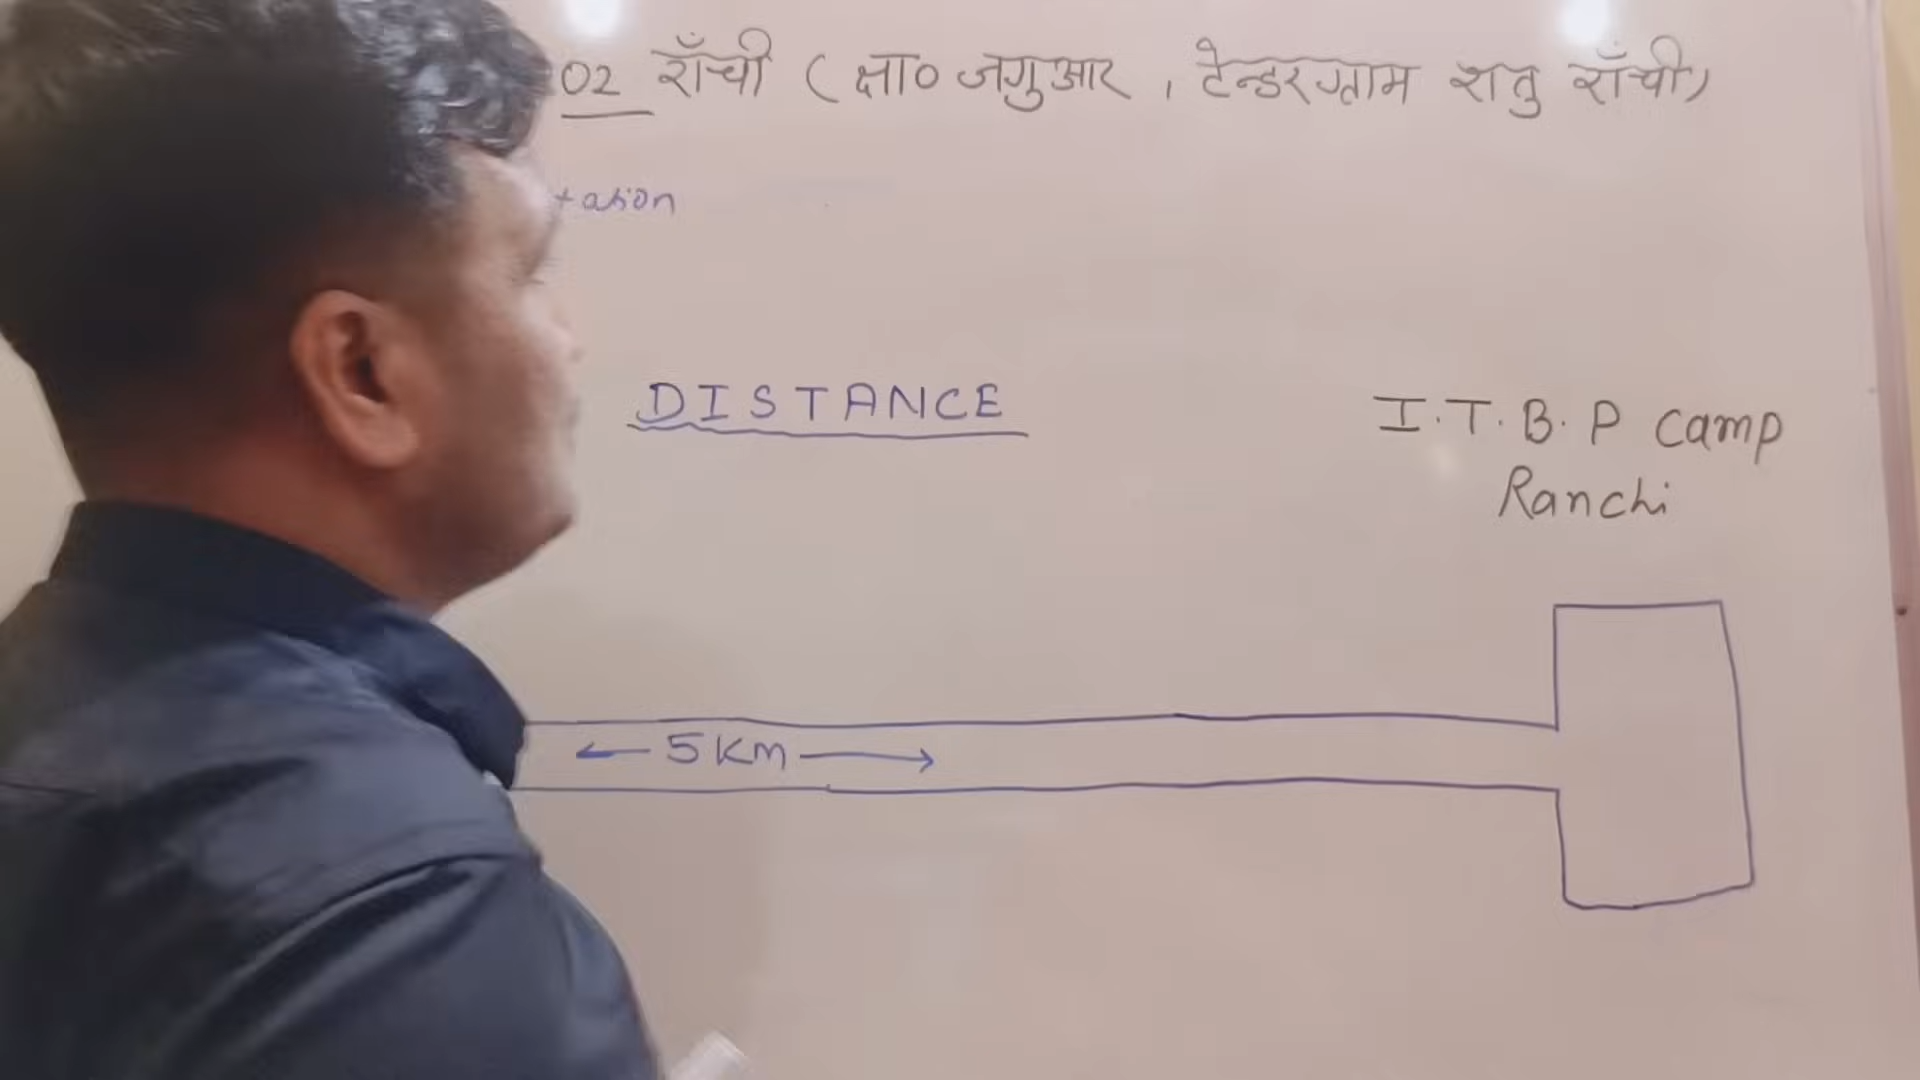 02 राँची ( झा० जगुआर , टेन्डरग्राम रातु राँची)
tation
DISTANCE
I.T.B.P camp
Ranchi
← 5 Km →